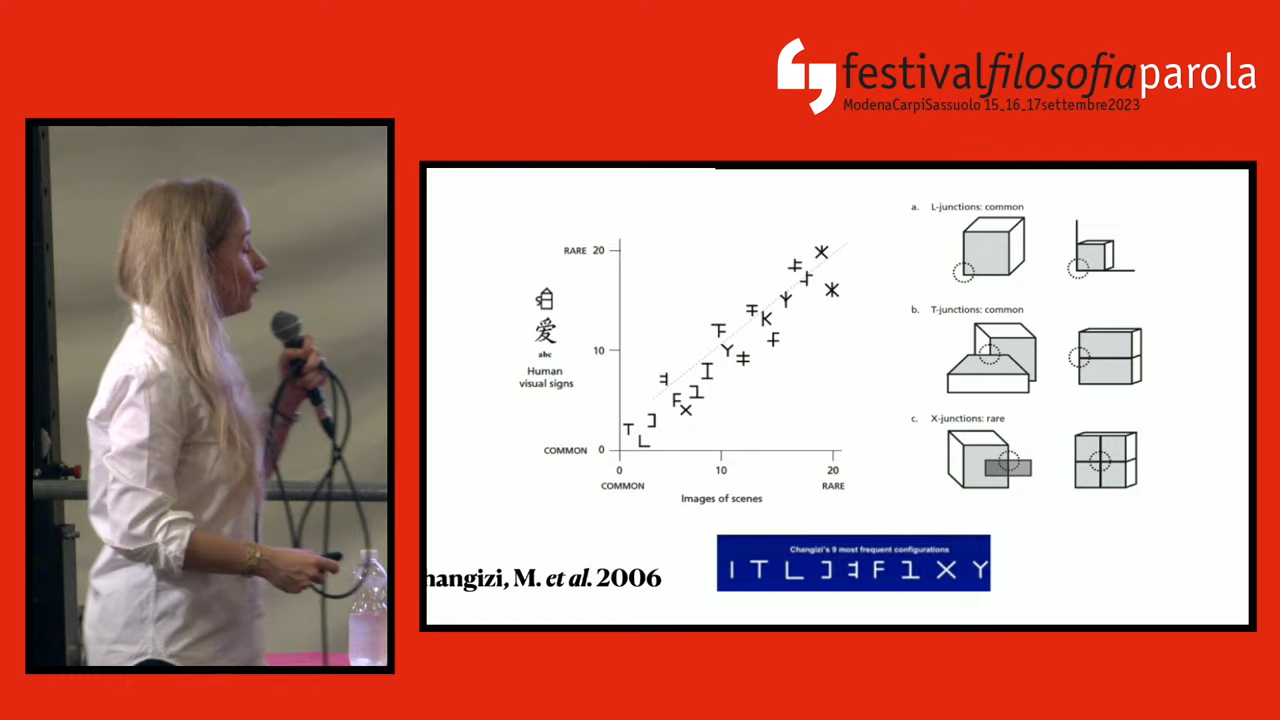 festivalfilosofiaparola
ModenaCarpiSassuolo 15_16_17settembre2023
a. L-junctions: common
RARE 20
b. T-junctions: common
10
愛
abc
Human
visual signs
c. X-junctions: rare
COMMON 0
0 10 20
COMMON RARE
Images of scenes
Changizi's 9 most frequent configurations
I T L F X Y
hangizi, M. et al. 2006